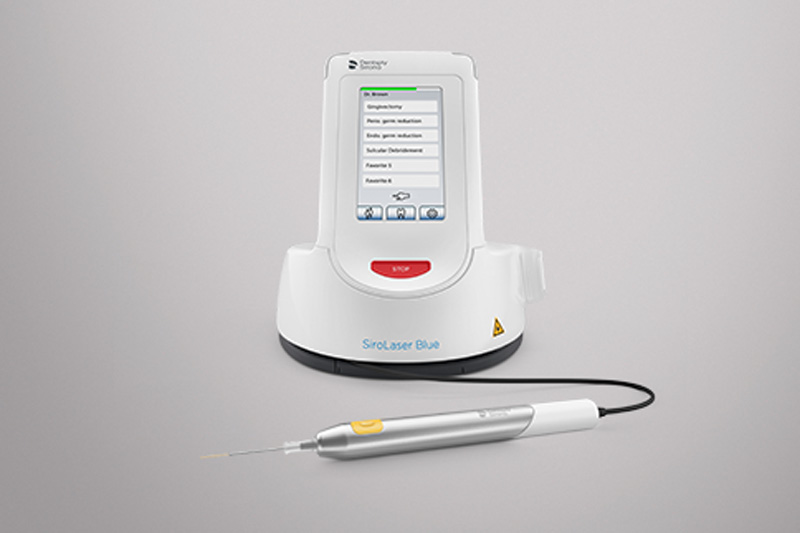 Dentsply
Sirona
Dr. Brown
Gingivectomy
Perio: germ reduction
Endo: germ reduction
Sulcular Debridement
Favorite 5
Favorite 6
STOP
SiroLaser Blue